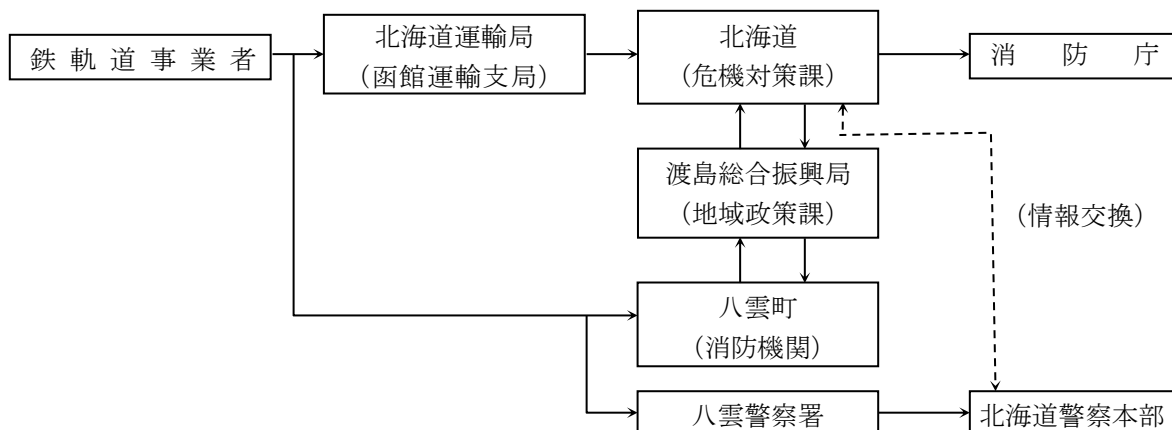 鉄軌道事業者
北海道運輸局
（函館運輸支局）
北海道
（危機対策課）
消防庁
渡島総合振興局
（地域政策課）
（情報交換）
八雲町
（消防機関）
八雲警察署
北海道警察本部